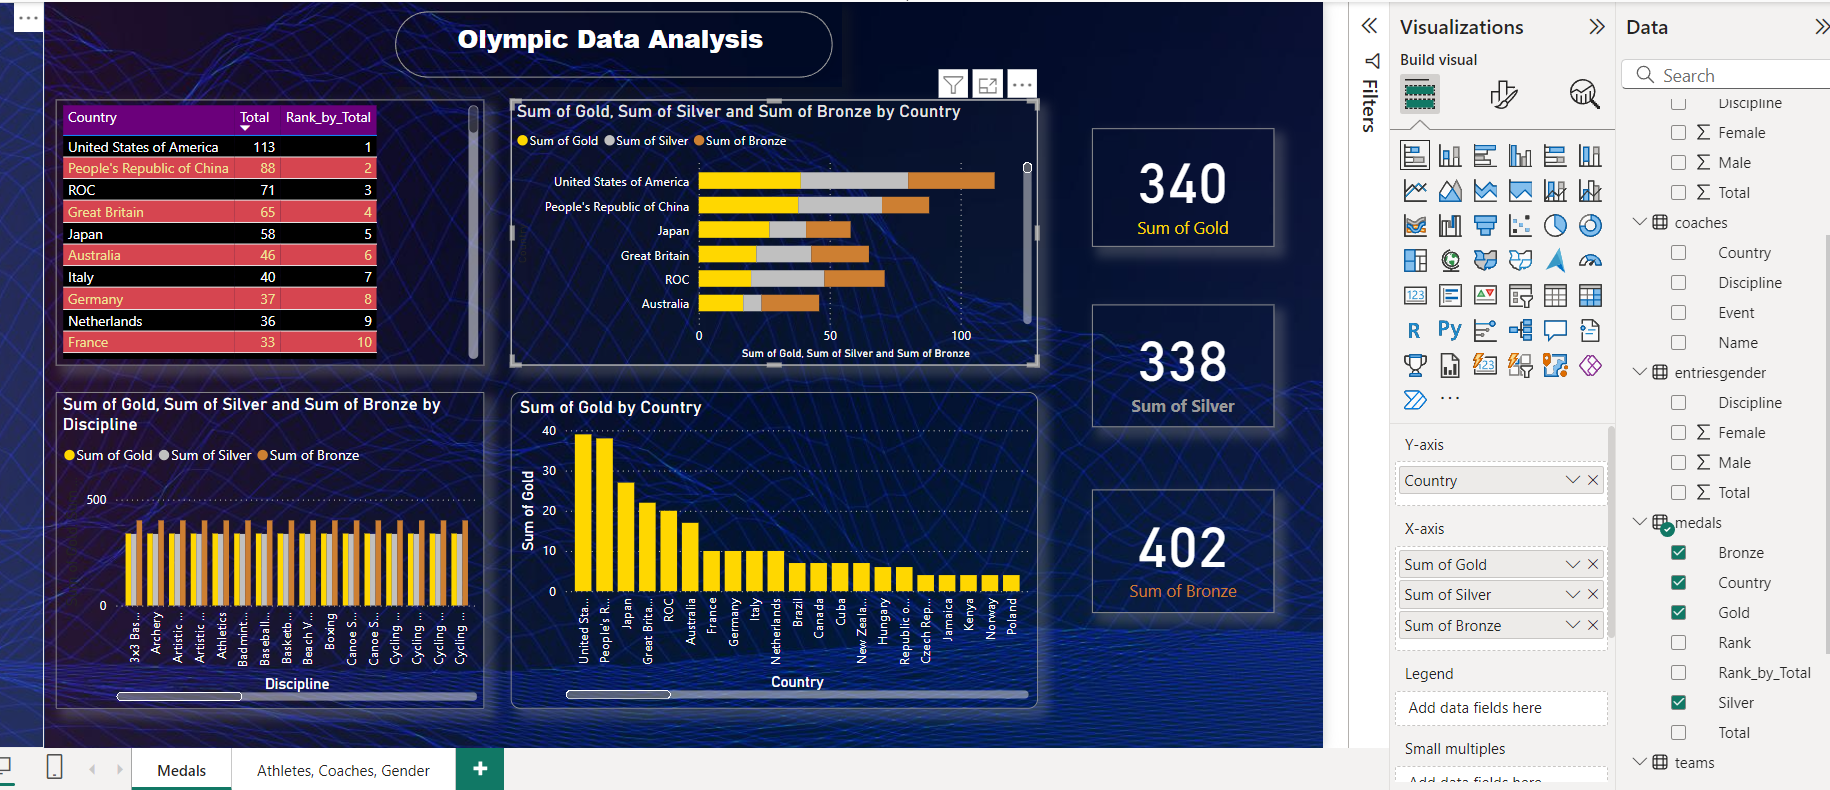 Olympic Data Analysis
Country Total Rank_by_Total
United States of America 113 1
People's Republic of China 88 2
ROC 71 3
Great Britain 65 4
Japan 58 5
Australia 46 6
Italy 40 7
Germany 37 8
Netherlands 36 9
France 33 10
Sum of Gold, Sum of Silver and Sum of Bronze by Country
Sum of Gold Sum of Silver Sum of Bronze
United States of America
People's Republic of China
Japan
Great Britain
ROC
Australia
0 50 100
Sum of Gold, Sum of Silver and Sum of Bronze
340
Sum of Gold
338
Sum of Silver
402
Sum of Bronze
Sum of Gold, Sum of Silver and Sum of Bronze by
Discipline
Sum of Gold Sum of Silver Sum of Bronze
500
0
3x3 Bas...
Archery
Artistic ...
Artistic ...
Athletics
Badmint...
Baseball...
Basketb...
Beach V...
Boxing
Canoe S...
Canoe S...
Cycling ...
Cycling ...
Cycling ...
Cycling ...
Discipline
Sum of Gold by Country
Sum of Gold
40
30
20
10
0
United Sta...
People's R...
Japan
Great Brita...
ROC
Australia
France
Germany
Italy
Netherlands
Brazil
Canada
Cuba
New Zeala...
Hungary
Republic o...
Czech Rep...
Jamaica
Kenya
Norway
Poland
Country
Medals
Athletes, Coaches, Gender
+
Filters
Visualizations
Build visual
123
R Py
123
Y-axis
Country
X-axis
Sum of Gold
Sum of Silver
Sum of Bronze
Legend
Add data fields here
Small multiples
Add data fields here
Data
Search
Discipline
Female
Male
Total
coaches
Country
Discipline
Event
Name
entriesgender
Discipline
Female
Male
Total
medals
Bronze
Country
Gold
Rank
Rank_by_Total
Silver
Total
teams